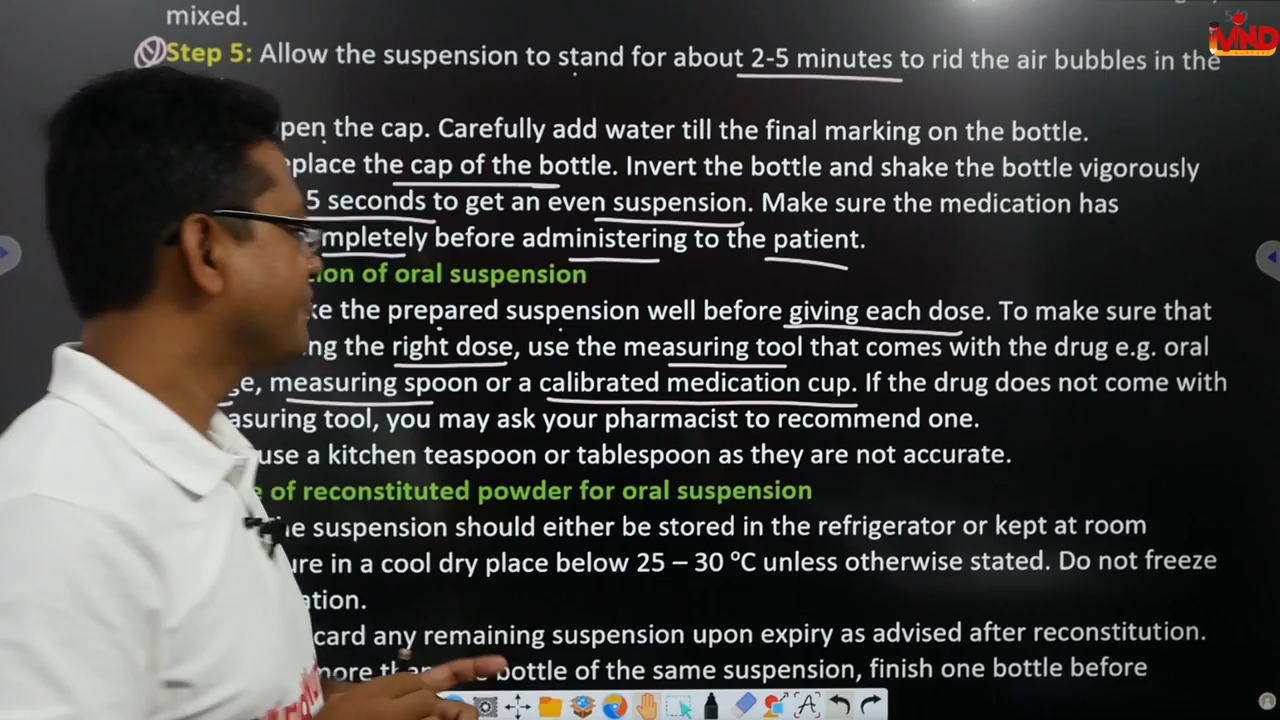 mixed.
Step 5: Allow the suspension to stand for about 2-5 minutes to rid the air bubbles in the
pen the cap. Carefully add water till the final marking on the bottle.
eplace the cap of the bottle. Invert the bottle and shake the bottle vigorously
5 seconds to get an even suspension. Make sure the medication has
mpletely before administering to the patient.
ion of oral suspension
ke the prepared suspension well before giving each dose. To make sure that
ng the right dose, use the measuring tool that comes with the drug e.g. oral
e, measuring spoon or a calibrated medication cup. If the drug does not come with
asuring tool, you may ask your pharmacist to recommend one.
use a kitchen teaspoon or tablespoon as they are not accurate.
e of reconstituted powder for oral suspension
he suspension should either be stored in the refrigerator or kept at room
ure in a cool dry place below 25 – 30 °C unless otherwise stated. Do not freeze
ation.
card any remaining suspension upon expiry as advised after reconstitution.
more bottle of the same suspension, finish one bottle before
MND